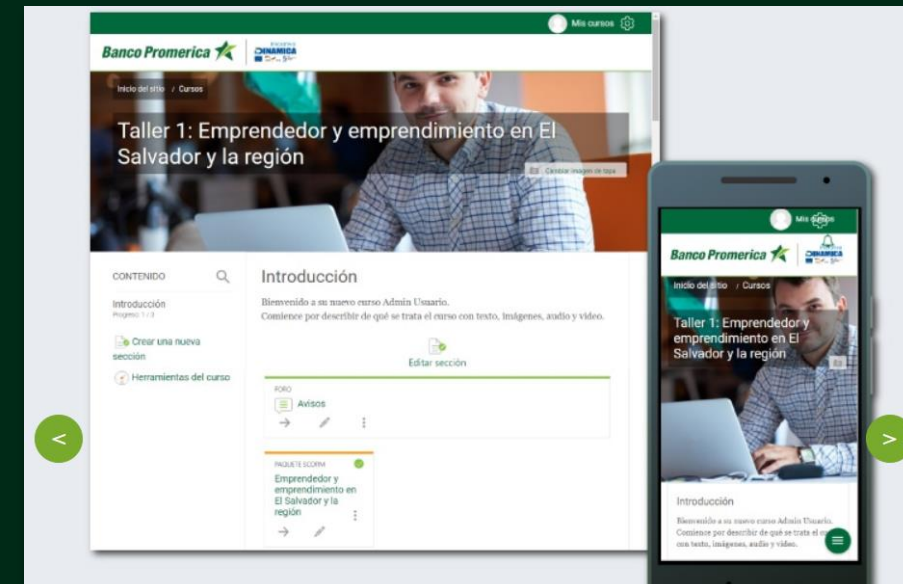 Mis cursos
Banco Promerica
DINAMICA
Inicio del sitio / Cursos
Taller 1: Emprendedor y emprendimiento en El
Salvador y la región
Cambiar imagen de tapa
CONTENIDO
Introducción
Progreso: 1 / 3
Crear una nueva
sección
Herramientas del curso
Introducción
Bienvenido a su nuevo curso Admin Usuario.
Comience por describir de qué se trata el curso con texto, imágenes, audio y video.
Editar sección
FORO
Avisos
PAQUETE SCORM
Emprendedor y
emprendimiento en
El Salvador y la
región
Mis cursos
Banco Promerica
DINAMICA
Inicio del sitio / Cursos
Taller 1: Emprendedor y
emprendimiento en El
Salvador y la región
Introducción
Bienvenido a su nuevo curso Admin Usuario.
Comience por describir de qué se trata el
con texto, imágenes, audio y video.
<
>